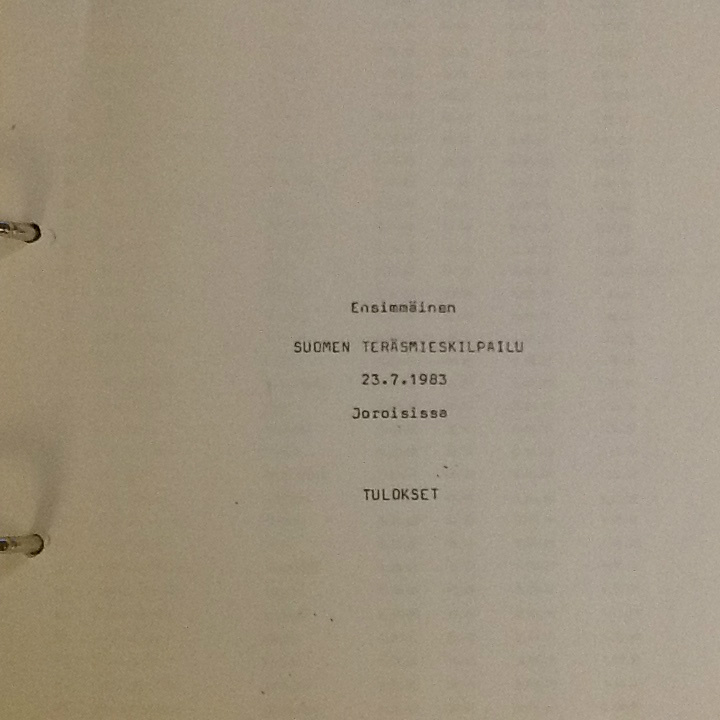 Ensimmäinen
SUOMEN TERÄSMIESKILPAILU
23.7.1983
Joroisissa
TULOKSET